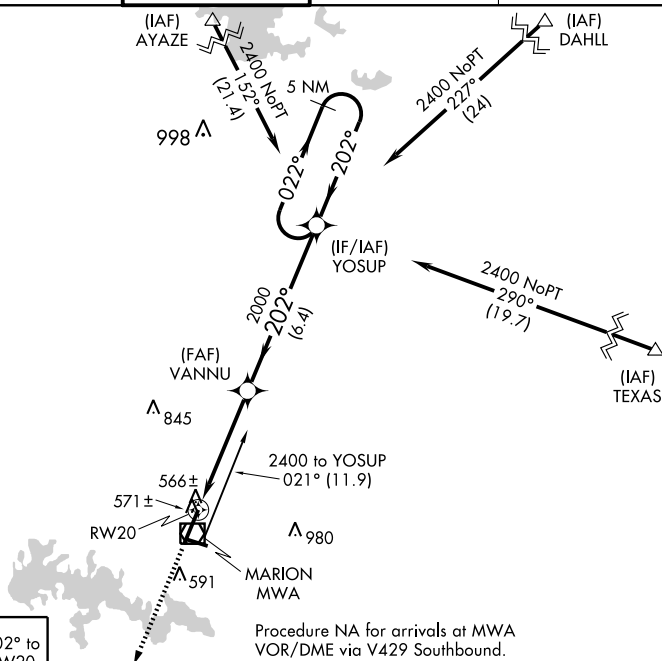 (IAF)
AYAZE
(IAF)
DAHLL
2400 NoPT
152°
(21.4)
5 NM
2400 NoPT
227°
(24)
998
022°
202°
(IF/IAF)
YOSUP
2400 NoPT
290°
(19.7)
2000
202°
(6.4)
(FAF)
VANNU
(IAF)
TEXAS
845
2400 to YOSUP
021° (11.9)
566±
571±
RW20
980
MARION
MWA
591
02° to
Procedure NA for arrivals at MWA
VOR/DME via V429 Southbound.